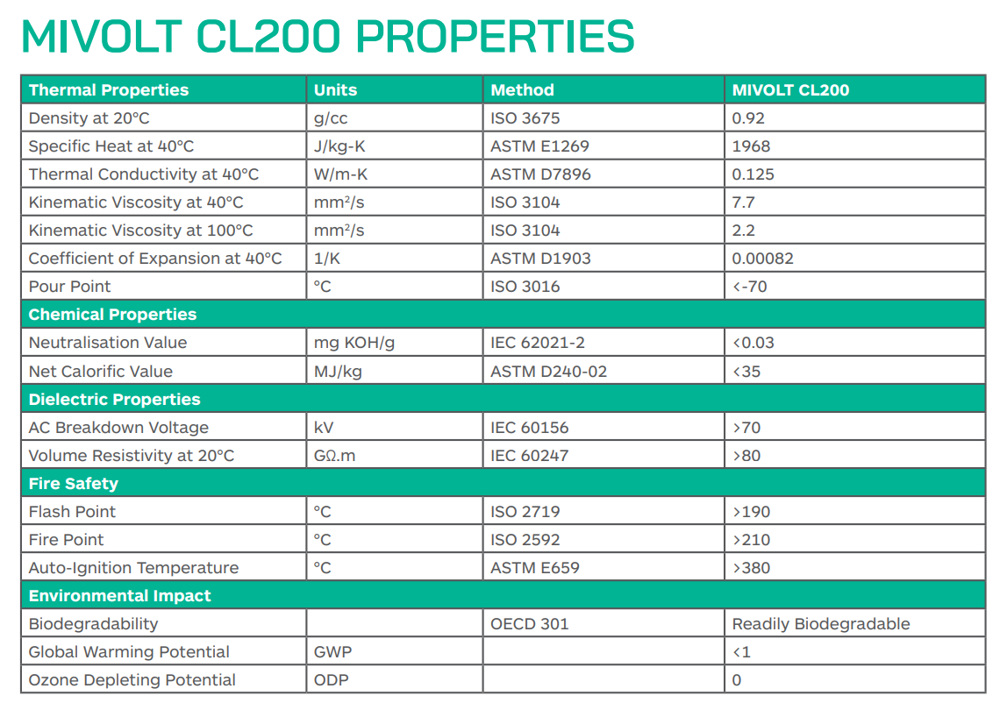 MIVOLT CL200 PROPERTIES
Thermal Properties Units Method MIVOLT CL200
Density at 20°C g/cc ISO 3675 0.92
Specific Heat at 40°C J/kg-K ASTM E1269 1968
Thermal Conductivity at 40°C W/m-K ASTM D7896 0.125
Kinematic Viscosity at 40°C mm²/s ISO 3104 7.7
Kinematic Viscosity at 100°C mm²/s ISO 3104 2.2
Coefficient of Expansion at 40°C 1/K ASTM D1903 0.00082
Pour Point °C ISO 3016 <-70
Chemical Properties
Neutralisation Value mg KOH/g IEC 62021-2 <0.03
Net Calorific Value MJ/kg ASTM D240-02 <35
Dielectric Properties
AC Breakdown Voltage kV IEC 60156 >70
Volume Resistivity at 20°C GΩ.m IEC 60247 >80
Fire Safety
Flash Point °C ISO 2719 >190
Fire Point °C ISO 2592 >210
Auto-Ignition Temperature °C ASTM E659 >380
Environmental Impact
Biodegradability OECD 301 Readily Biodegradable
Global Warming Potential GWP <1
Ozone Depleting Potential ODP 0